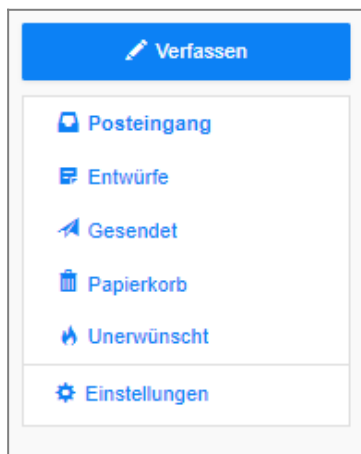 Verfassen
Posteingang
Entwürfe
Gesendet
Papierkorb
Unerwünscht
Einstellungen